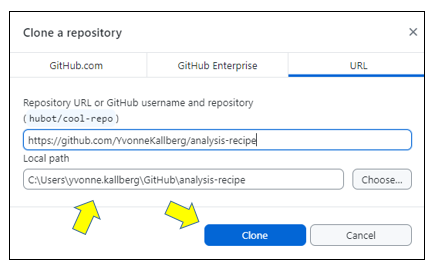 Clone a repository
GitHub.com
GitHub Enterprise
URL
Repository URL or GitHub username and repository
(hubot/cool-repo)
https://github.com/YvonneKallberg/analysis-recipe
Local path
C:\Users\yvonne.kallberg\GitHub\analysis-recipe
Choose...
Clone
Cancel